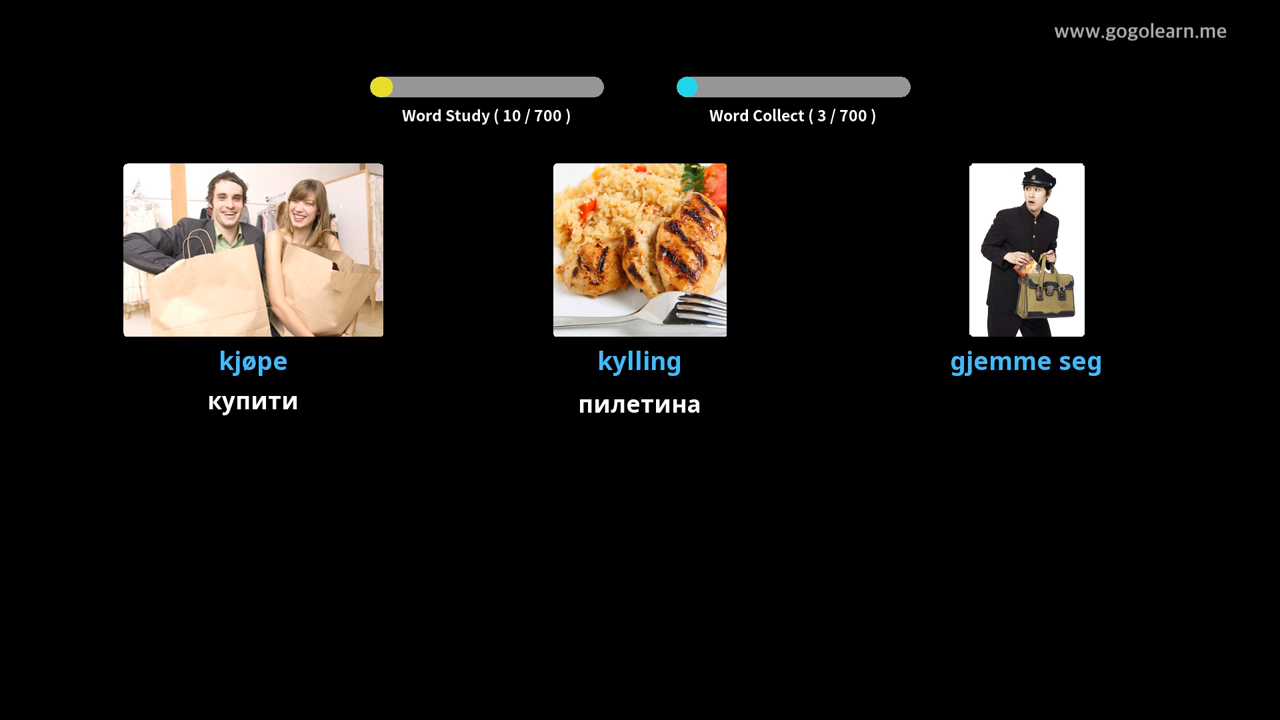 www.gogolearn.me
Word Study ( 10 / 700 )
Word Collect ( 3 / 700 )
kjøpe
kylling
gjemme seg
купити
пилетина